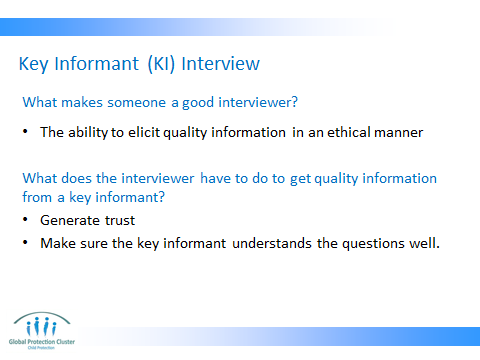 Key Informant (KI) Interview
What makes someone a good interviewer?
• The ability to elicit quality information in an ethical manner
What does the interviewer have to do to get quality information
from a key informant?
• Generate trust
• Make sure the key informant understands the questions well.
Global Protection Cluster
Child Protection